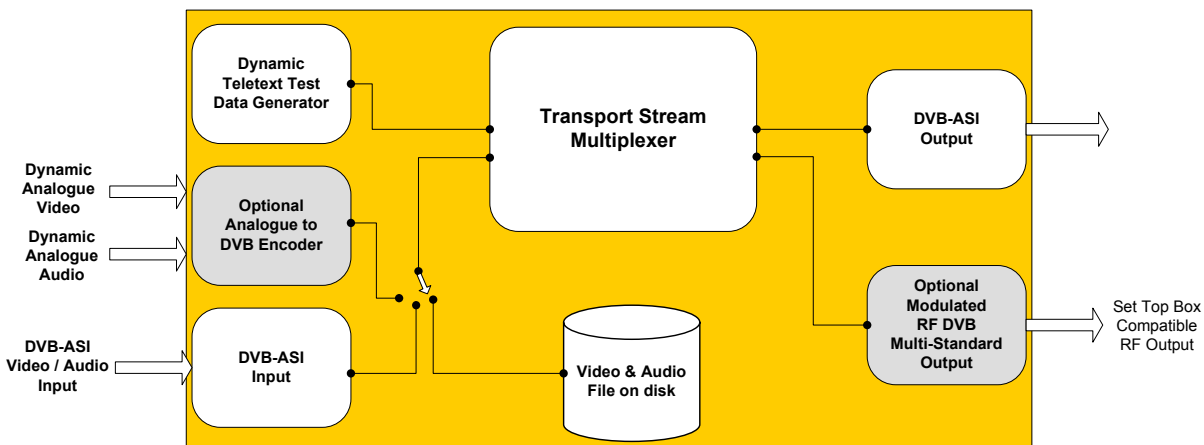 Dynamic
Teletext Test
Data Generator
Transport Stream
Multiplexer
DVB-ASI
Output
Dynamic
Analogue
Video
Optional
Analogue to
DVB Encoder
Dynamic
Analogue
Audio
Optional
Modulated
RF DVB
Multi-Standard
Output
Set Top Box
Compatible
RF Output
DVB-ASI
Video / Audio
Input
DVB-ASI
Input
Video & Audio
File on disk